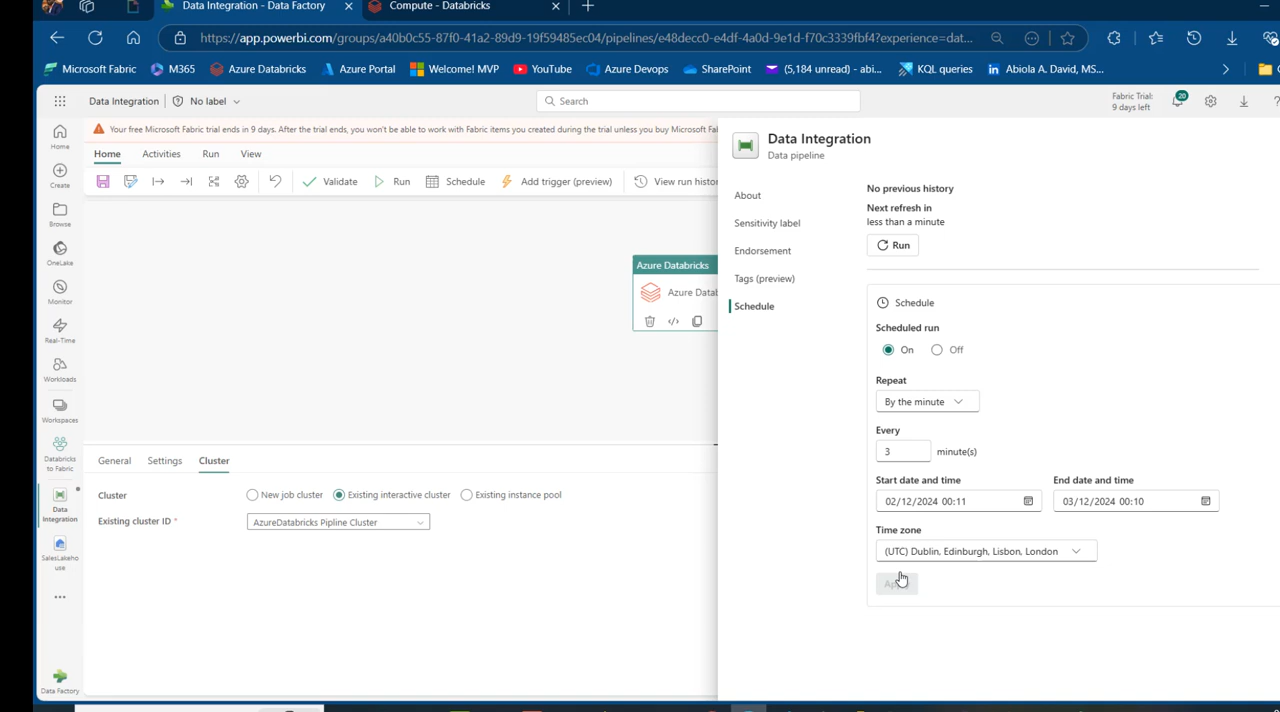 Data Integration - Data Factory
Compute - Databricks
https://app.powerbi.com/groups/a40b0c55-87f0-41a2-89d9-19f59485ec04/pipelines/e48decc0-e4df-4a0d-9e1d-f70c3339fbf4?experience=dat...
Microsoft Fabric
M365
Azure Databricks
Azure Portal
Welcome! MVP
YouTube
Azure Devops
SharePoint
(5,184 unread) - abi...
KQL queries
Abiola A. David, MS...
Data Integration
No label
Search
Fabric Trial:
9 days left
20
Your free Microsoft Fabric trial ends in 9 days. After the trial ends, you won't be able to work with Fabric items you created during the trial unless you buy Microsoft Fa
Home
Activities
Run
View
Validate
Run
Schedule
Add trigger (preview)
View run histor
Home
Create
Browse
OneLake
Monitor
Real-Time
Workloads
Workspaces
Databricks
to Fabric
Data
Integration
SalesLakeho
use
Data Factory
Azure Databricks
Azure Datab
General
Settings
Cluster
Cluster
New job cluster
Existing interactive cluster
Existing instance pool
Existing cluster ID *
AzureDatabricks Pipline Cluster
Data Integration
Data pipeline
About
Sensitivity label
Endorsement
Tags (preview)
Schedule
No previous history
Next refresh in
less than a minute
Run
Schedule
Scheduled run
On
Off
Repeat
By the minute
Every
3
minute(s)
Start date and time
End date and time
02/12/2024 00:11
03/12/2024 00:10
Time zone
(UTC) Dublin, Edinburgh, Lisbon, London